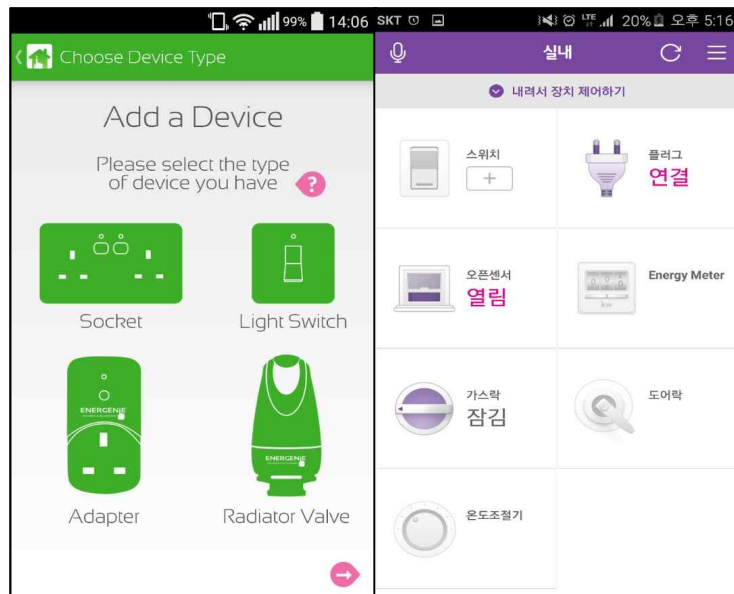 99% 14:06
Choose Device Type
Add a Device
Please select the type
of device you have
?
Socket
Light Switch
ENERGENIE
Adapter
ENERGENIE
Radiator Valve
SKT
LTE
20%
오후 5:16
실내
내려서 장치 제어하기
스위치
+
플러그
연결
오픈센서
열림
Energy Meter
kw
가스락
잠김
도어락
온도조절기